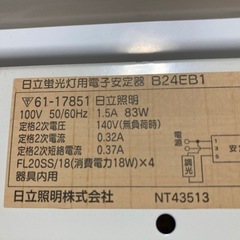 日立蛍光灯用電子安定器 B24EB1
61-17851 日立照明
100V 50/60Hz 1.5A 83W
定格2次電圧 140V(無負荷時)
定格2次電流 0.32A
定格2次短絡電流 0.37A
FL20SS/18(消費電力18W)×4
器具内用
電源
調光
1
3
5
日立照明株式会社 NT43513